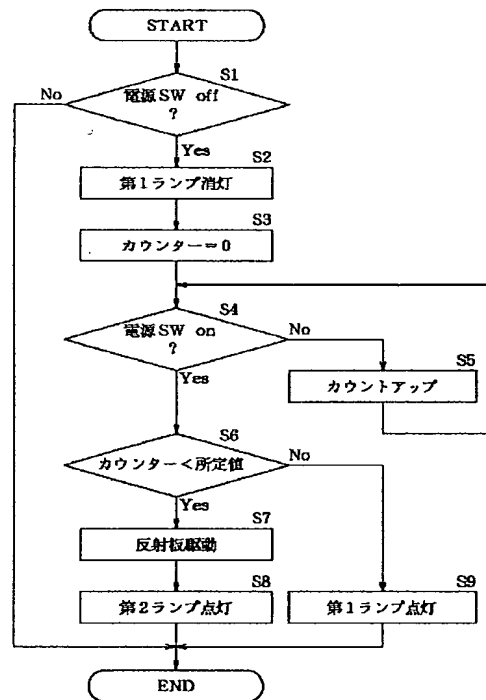 START
S1
No
電源SW off
?
Yes
S2
第1ランプ消灯
S3
カウンター=0
S4
電源SW on
?
No
Yes
S5
カウントアップ
S6
カウンター<所定値
No
Yes
S7
反射板駆動
S8
第2ランプ点灯
S9
第1ランプ点灯
END